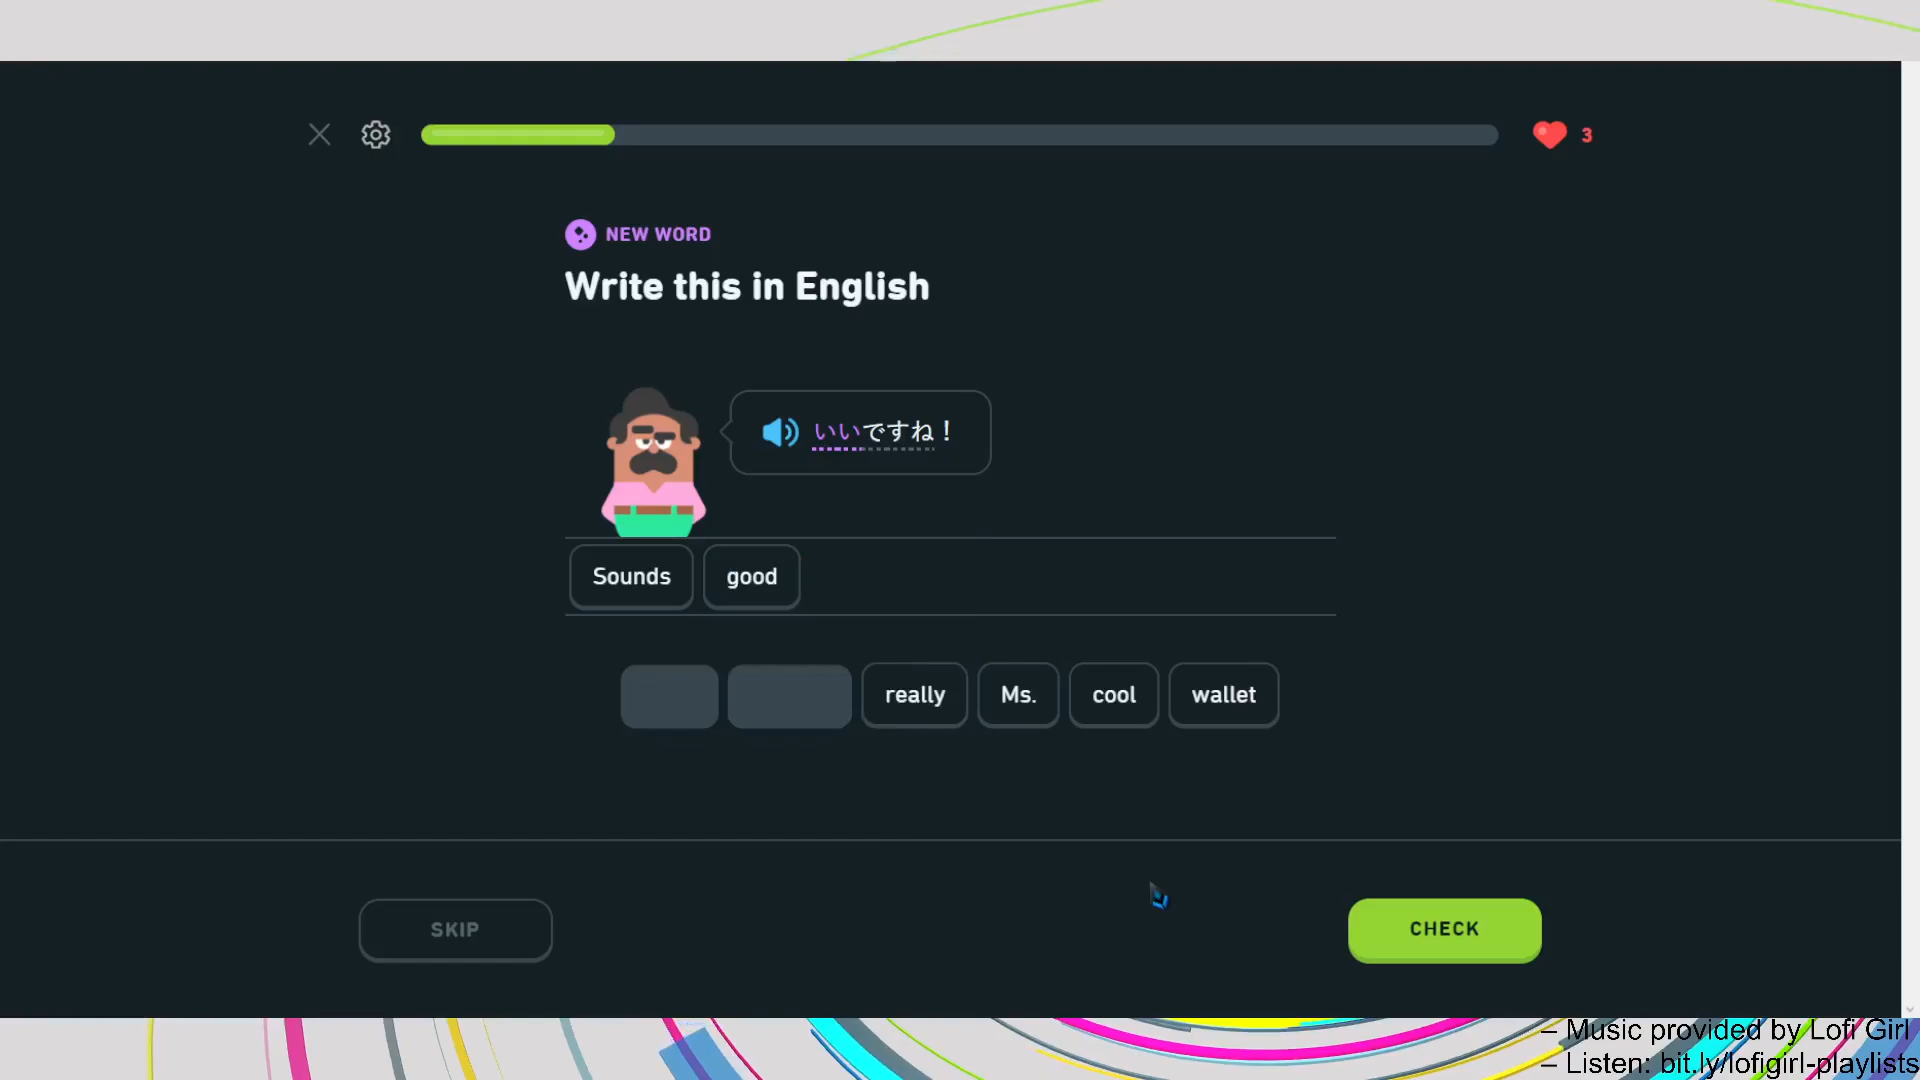 3
NEW WORD
Write this in English
いいですね！
Sounds good
really Ms. cool wallet
SKIP CHECK
– Music provided by Lofi Girl
– Listen: bit.ly/lofigirl-playlists